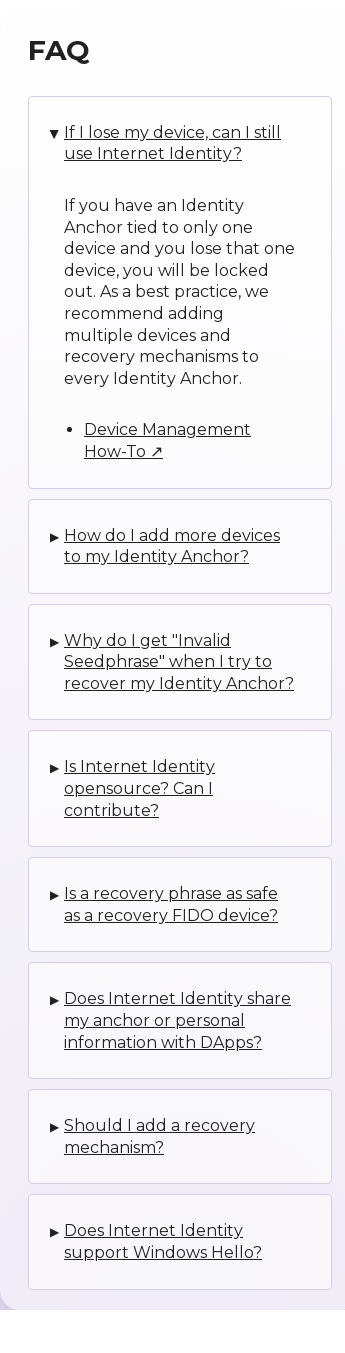 FAQ
▼ If I lose my device, can I still
use Internet Identity?
If you have an Identity
Anchor tied to only one
device and you lose that one
device, you will be locked
out. As a best practice, we
recommend adding
multiple devices and
recovery mechanisms to
every Identity Anchor.
• Device Management
How-To ↗
▶ How do I add more devices
to my Identity Anchor?
▶ Why do I get "Invalid
Seedphrase" when I try to
recover my Identity Anchor?
▶ Is Internet Identity
opensource? Can I
contribute?
▶ Is a recovery phrase as safe
as a recovery FIDO device?
▶ Does Internet Identity share
my anchor or personal
information with DApps?
▶ Should I add a recovery
mechanism?
▶ Does Internet Identity
support Windows Hello?